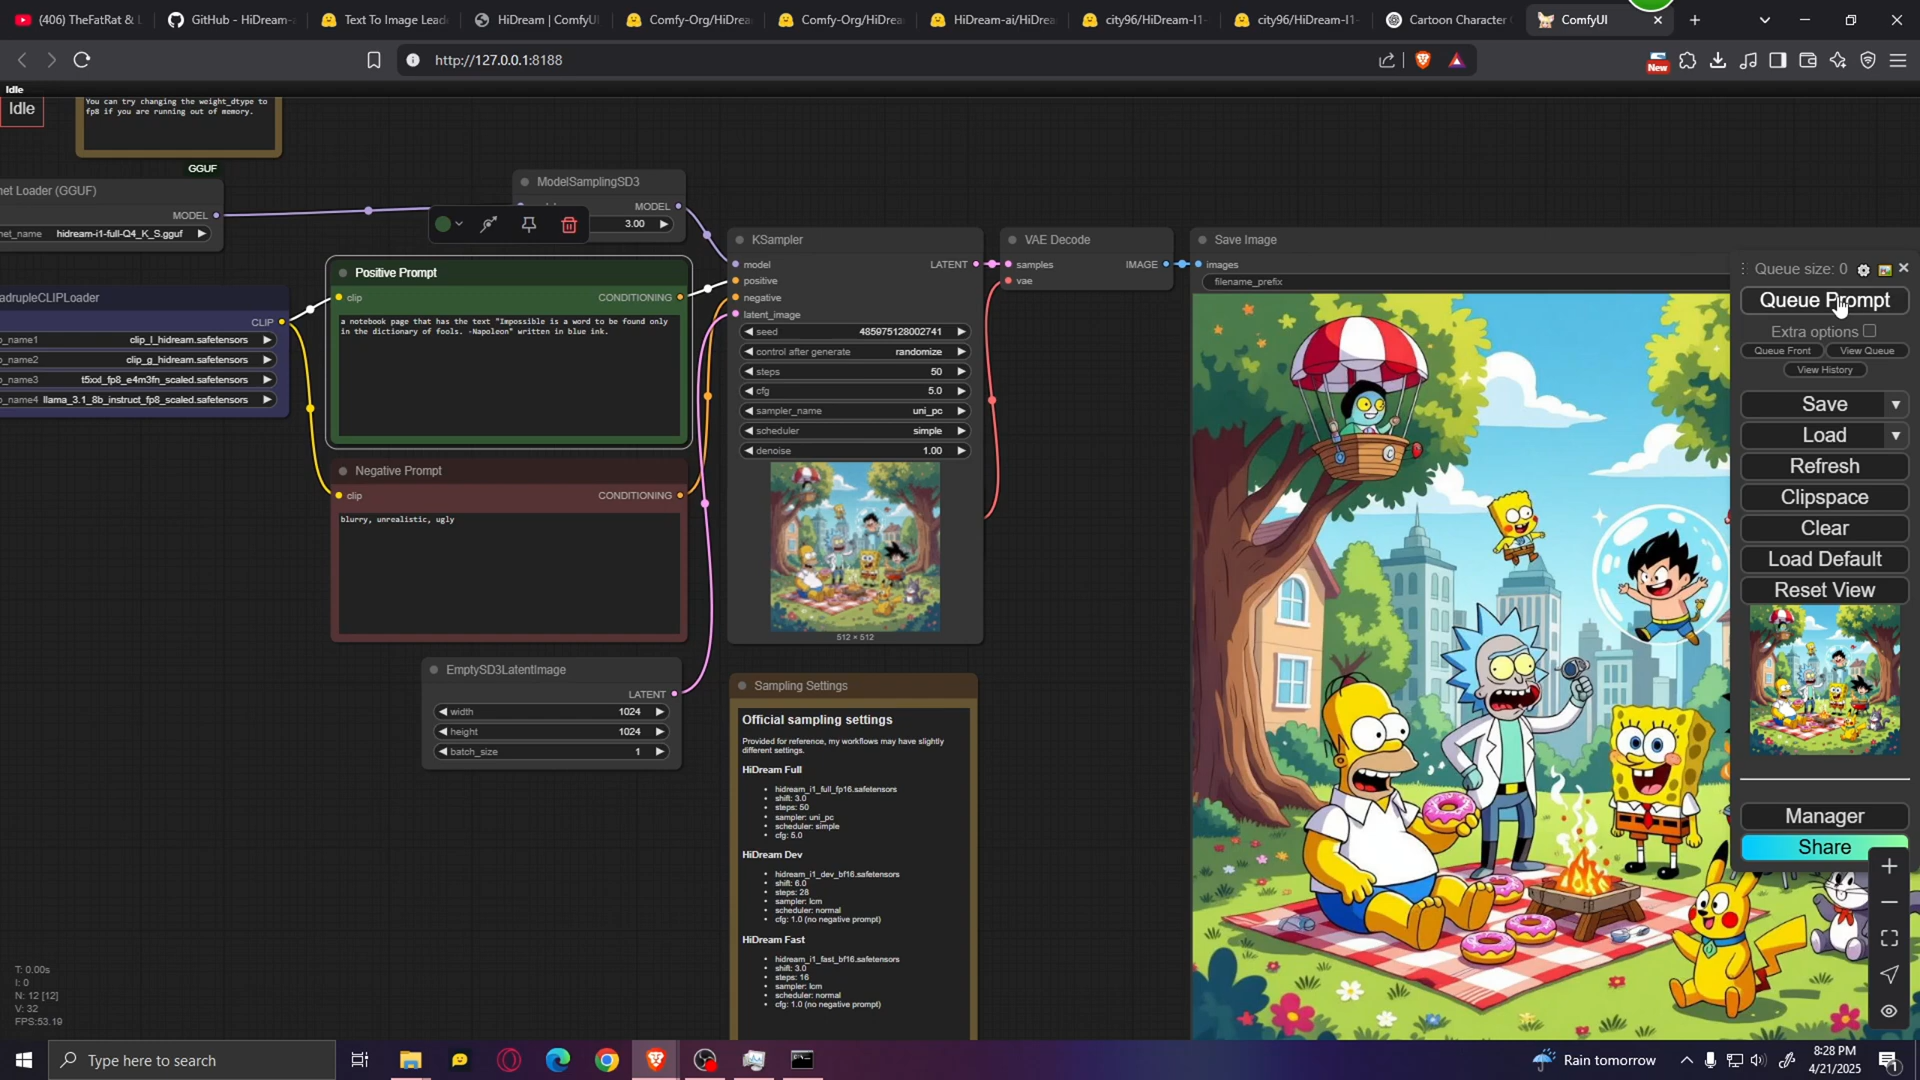 (406) TheFatRat &
GitHub - HiDream-
Text To Image Lead
HiDream | ComfyU
Comfy-Org/HiDrea
Comfy-Org/HiDrea
HiDream-ai/HiDrea
city96/HiDream-I1-
city96/HiDream-I1-
Cartoon Character
ComfyUI
http://127.0.0.1:8188
New
Idle
Idle
You can try changing the weight_dtype to
fp8 if you are running out of memory.
GGUF
net Loader (GGUF)
MODEL
net_name hidream-i1-full-Q4_K_S.gguf
ModelSamplingSD3
MODEL
3.00
adrupleCLIPLoader
CLIP
p_name1 clip_l_hidream.safetensors
p_name2 clip_g_hidream.safetensors
p_name3 t5xxl_fp8_e4m3fn_scaled.safetensors
p_name4 llama_3.1_8b_instruct_fp8_scaled.safetensors
Positive Prompt
clip CONDITIONING
a notebook page that has the text "Impossible is a word to be found only
in the dictionary of fools. -Napoleon" written in blue ink.
Negative Prompt
clip CONDITIONING
blurry, unrealistic, ugly
EmptySD3LatentImage
LATENT
width 1024
height 1024
batch_size 1
KSampler
model LATENT
positive
negative
latent_image
seed 485975128002741
control after generate randomize
steps 50
cfg 5.0
sampler_name uni_pc
scheduler simple
denoise 1.00
512 × 512
VAE Decode
samples IMAGE
vae
Save Image
images
filename_prefix
Sampling Settings
Official sampling settings
Provided for reference, my workflows may have slightly
different settings.
HiDream Full
• hidream_i1_full_fp16.safetensors
• shift: 3.0
• steps: 50
• sampler: uni_pc
• scheduler: simple
• cfg: 5.0
HiDream Dev
• hidream_i1_dev_bf16.safetensors
• shift: 6.0
• steps: 28
• sampler: lcm
• scheduler: normal
• cfg: 1.0 (no negative prompt)
HiDream Fast
• hidream_i1_fast_bf16.safetensors
• shift: 3.0
• steps: 16
• sampler: lcm
• scheduler: normal
• cfg: 1.0 (no negative prompt)
Queue size: 0
Queue Prompt
Extra options
Queue Front
View Queue
View History
Save
Load
Refresh
Clipspace
Clear
Load Default
Reset View
Manager
Share
T: 0.00s
I: 0
N: 12 [12]
V: 32
FPS:53.19
Type here to search
Rain tomorrow
8:28 PM
4/21/2025
1